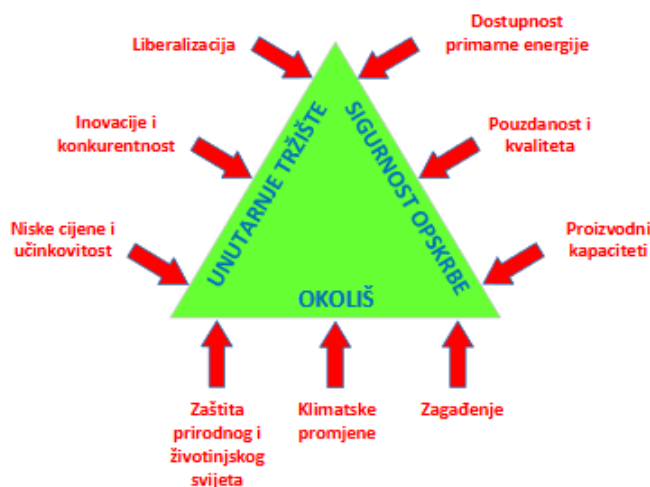 Liberalizacija
Dostupnost
primarne energije
Inovacije i
konkurentnost
Pouzdanost i
kvaliteta
Niske cijene i
učinkovitost
Proizvodni
kapaciteti
UNUTARNJE TRŽIŠTE
SIGURNOST OPSKRBE
OKOLIŠ
Zaštita
prirodnog i
životinjskog
svijeta
Klimatske
promjene
Zagađenje